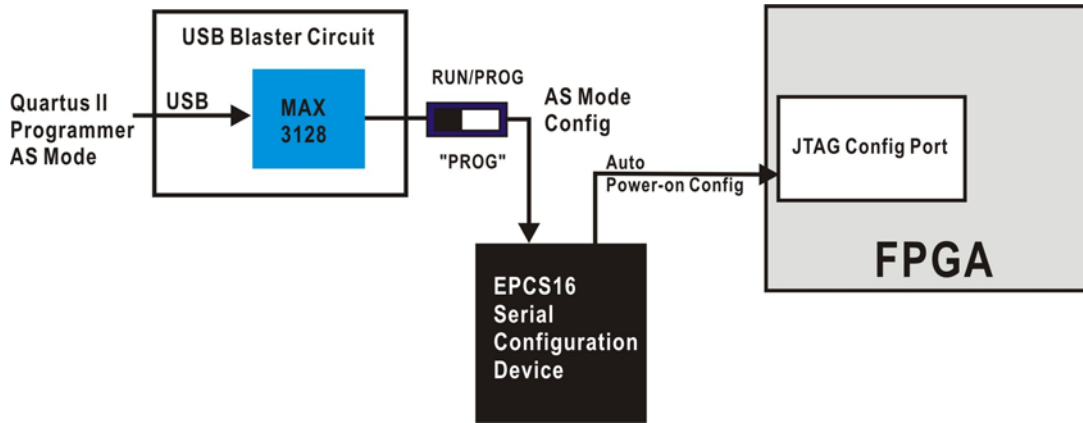 USB Blaster Circuit
Quartus II
Programmer
AS Mode
USB
MAX
3128
RUN/PROG
"PROG"
AS Mode
Config
Auto
Power-on Config
JTAG Config Port
FPGA
EPCS16
Serial
Configuration
Device